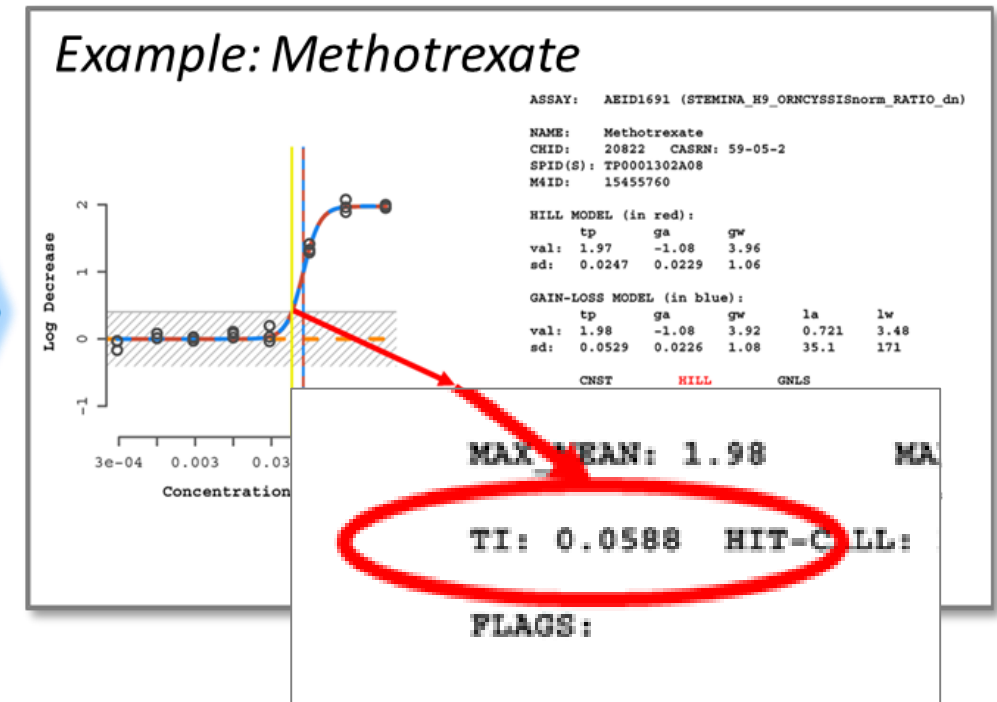 Example: Methotrexate
ASSAY: AEID1691 (STEMINA_H9_ORNCYSSISnorm_RATIO_dn)
NAME: Methotrexate
CHID: 20822 CASRN: 59-05-2
SPID(S): TP0001302A08
M4ID: 15455760
HILL MODEL (in red):
tp ga gw
val: 1.97 -1.08 3.96
sd: 0.0247 0.0229 1.06
GAIN-LOSS MODEL (in blue):
tp ga gw la lw
val: 1.98 -1.08 3.92 0.721 3.48
sd: 0.0529 0.0226 1.08 35.1 171
CNST HILL GNLS
Log Decrease
2
1
0
-1
3e-04 0.003 0.03
Concentration
MAX_MEAN: 1.98 MA
TI: 0.0588 HIT-CALL:
FLAGS: